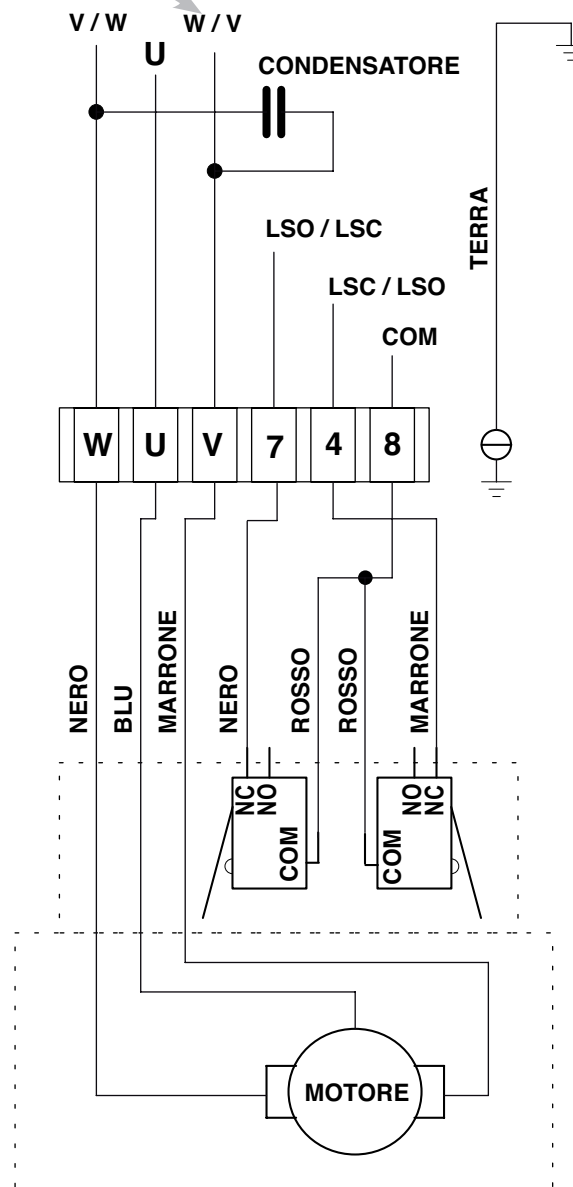 V / W
W / V
U
CONDENSATORE
TERRA
LSO / LSC
LSC / LSO
COM
W U V 7 4 8
NERO
BLU
MARRONE
NERO
ROSSO
ROSSO
MARRONE
NC
NO
COM
COM
NO
NC
MOTORE